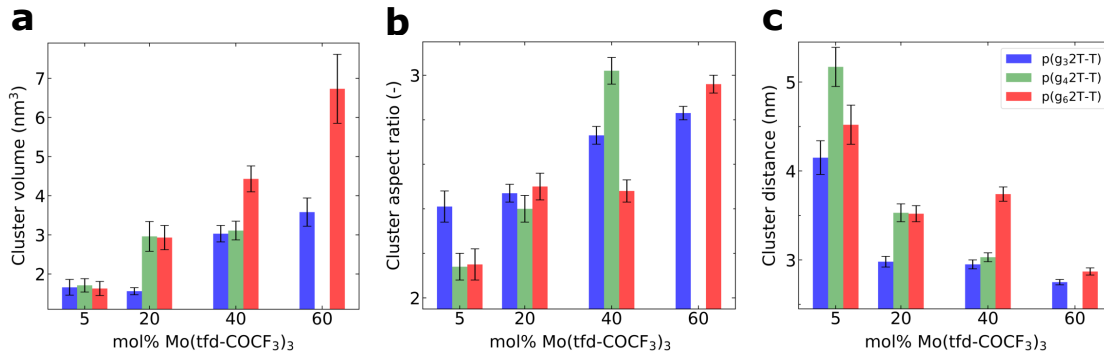 a
Cluster volume (nm³)
7
6
5
4
3
2
5 20 40 60
mol% Mo(tfd-COCF₃)₃
b
Cluster aspect ratio (-)
3
2
5 20 40 60
mol% Mo(tfd-COCF₃)₃
c
Cluster distance (nm)
5
4
3
5 20 40 60
mol% Mo(tfd-COCF₃)₃
p(g₃2T-T)
p(g₄2T-T)
p(g₆2T-T)